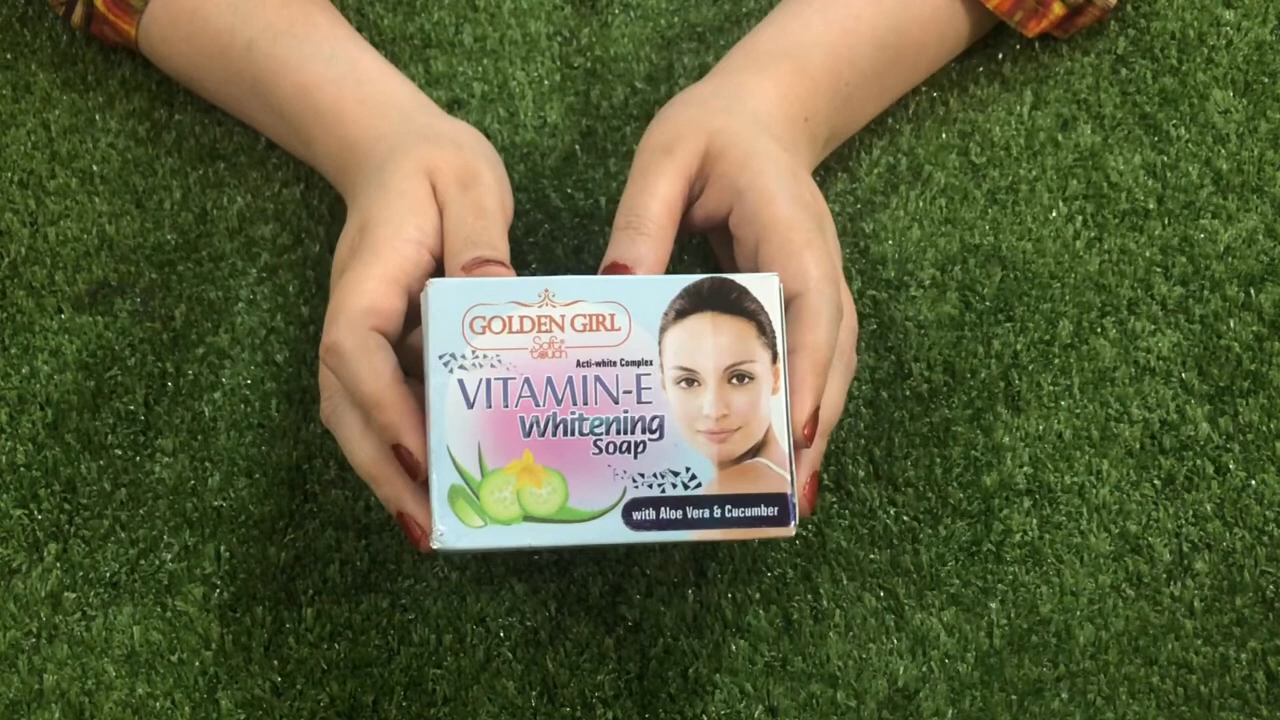 GOLDEN GIRL
Soft
touch
Acti-white Complex
VITAMIN-E
Whitening
Soap
with Aloe Vera & Cucumber